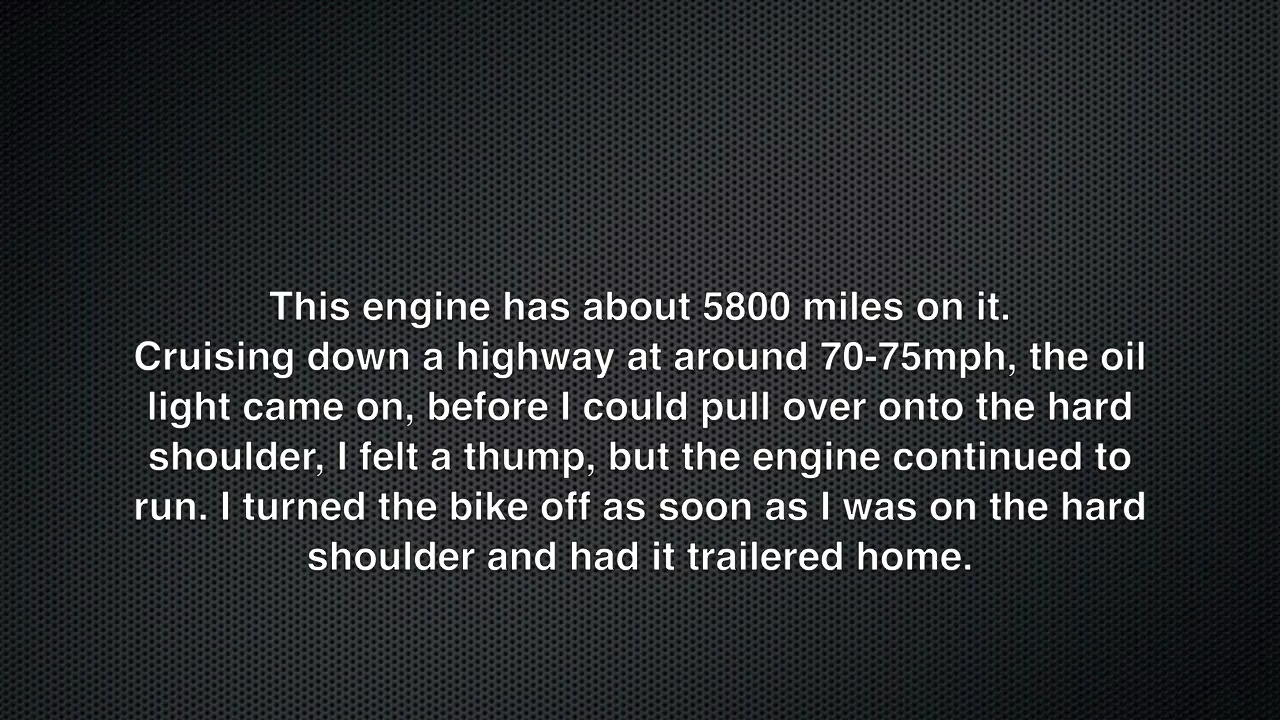 This engine has about 5800 miles on it.
Cruising down a highway at around 70-75mph, the oil
light came on, before I could pull over onto the hard
shoulder, I felt a thump, but the engine continued to
run. I turned the bike off as soon as I was on the hard
shoulder and had it trailered home.